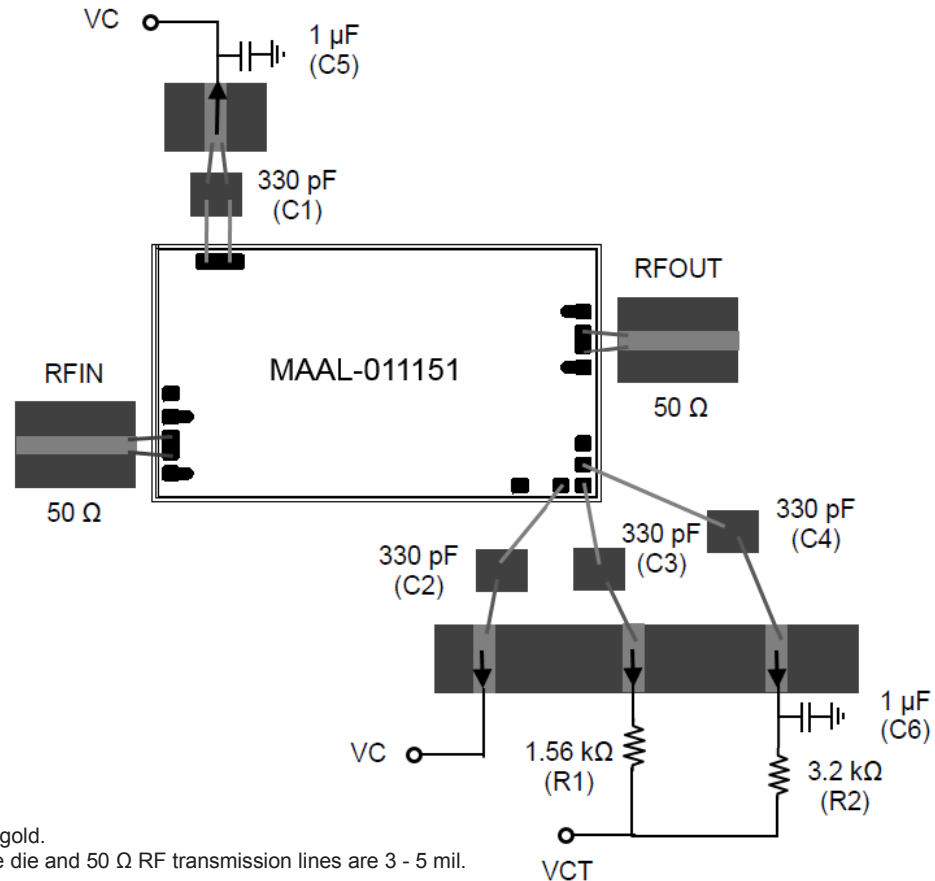 VC
1 µF
(C5)
330 pF
(C1)
RFOUT
MAAL-011151
RFIN
50 Ω
50 Ω
330 pF
(C2)
330 pF
(C3)
330 pF
(C4)
1 µF
(C6)
VC
1.56 kΩ
(R1)
3.2 kΩ
(R2)
gold.
VCT
e die and 50 Ω RF transmission lines are 3 - 5 mil.